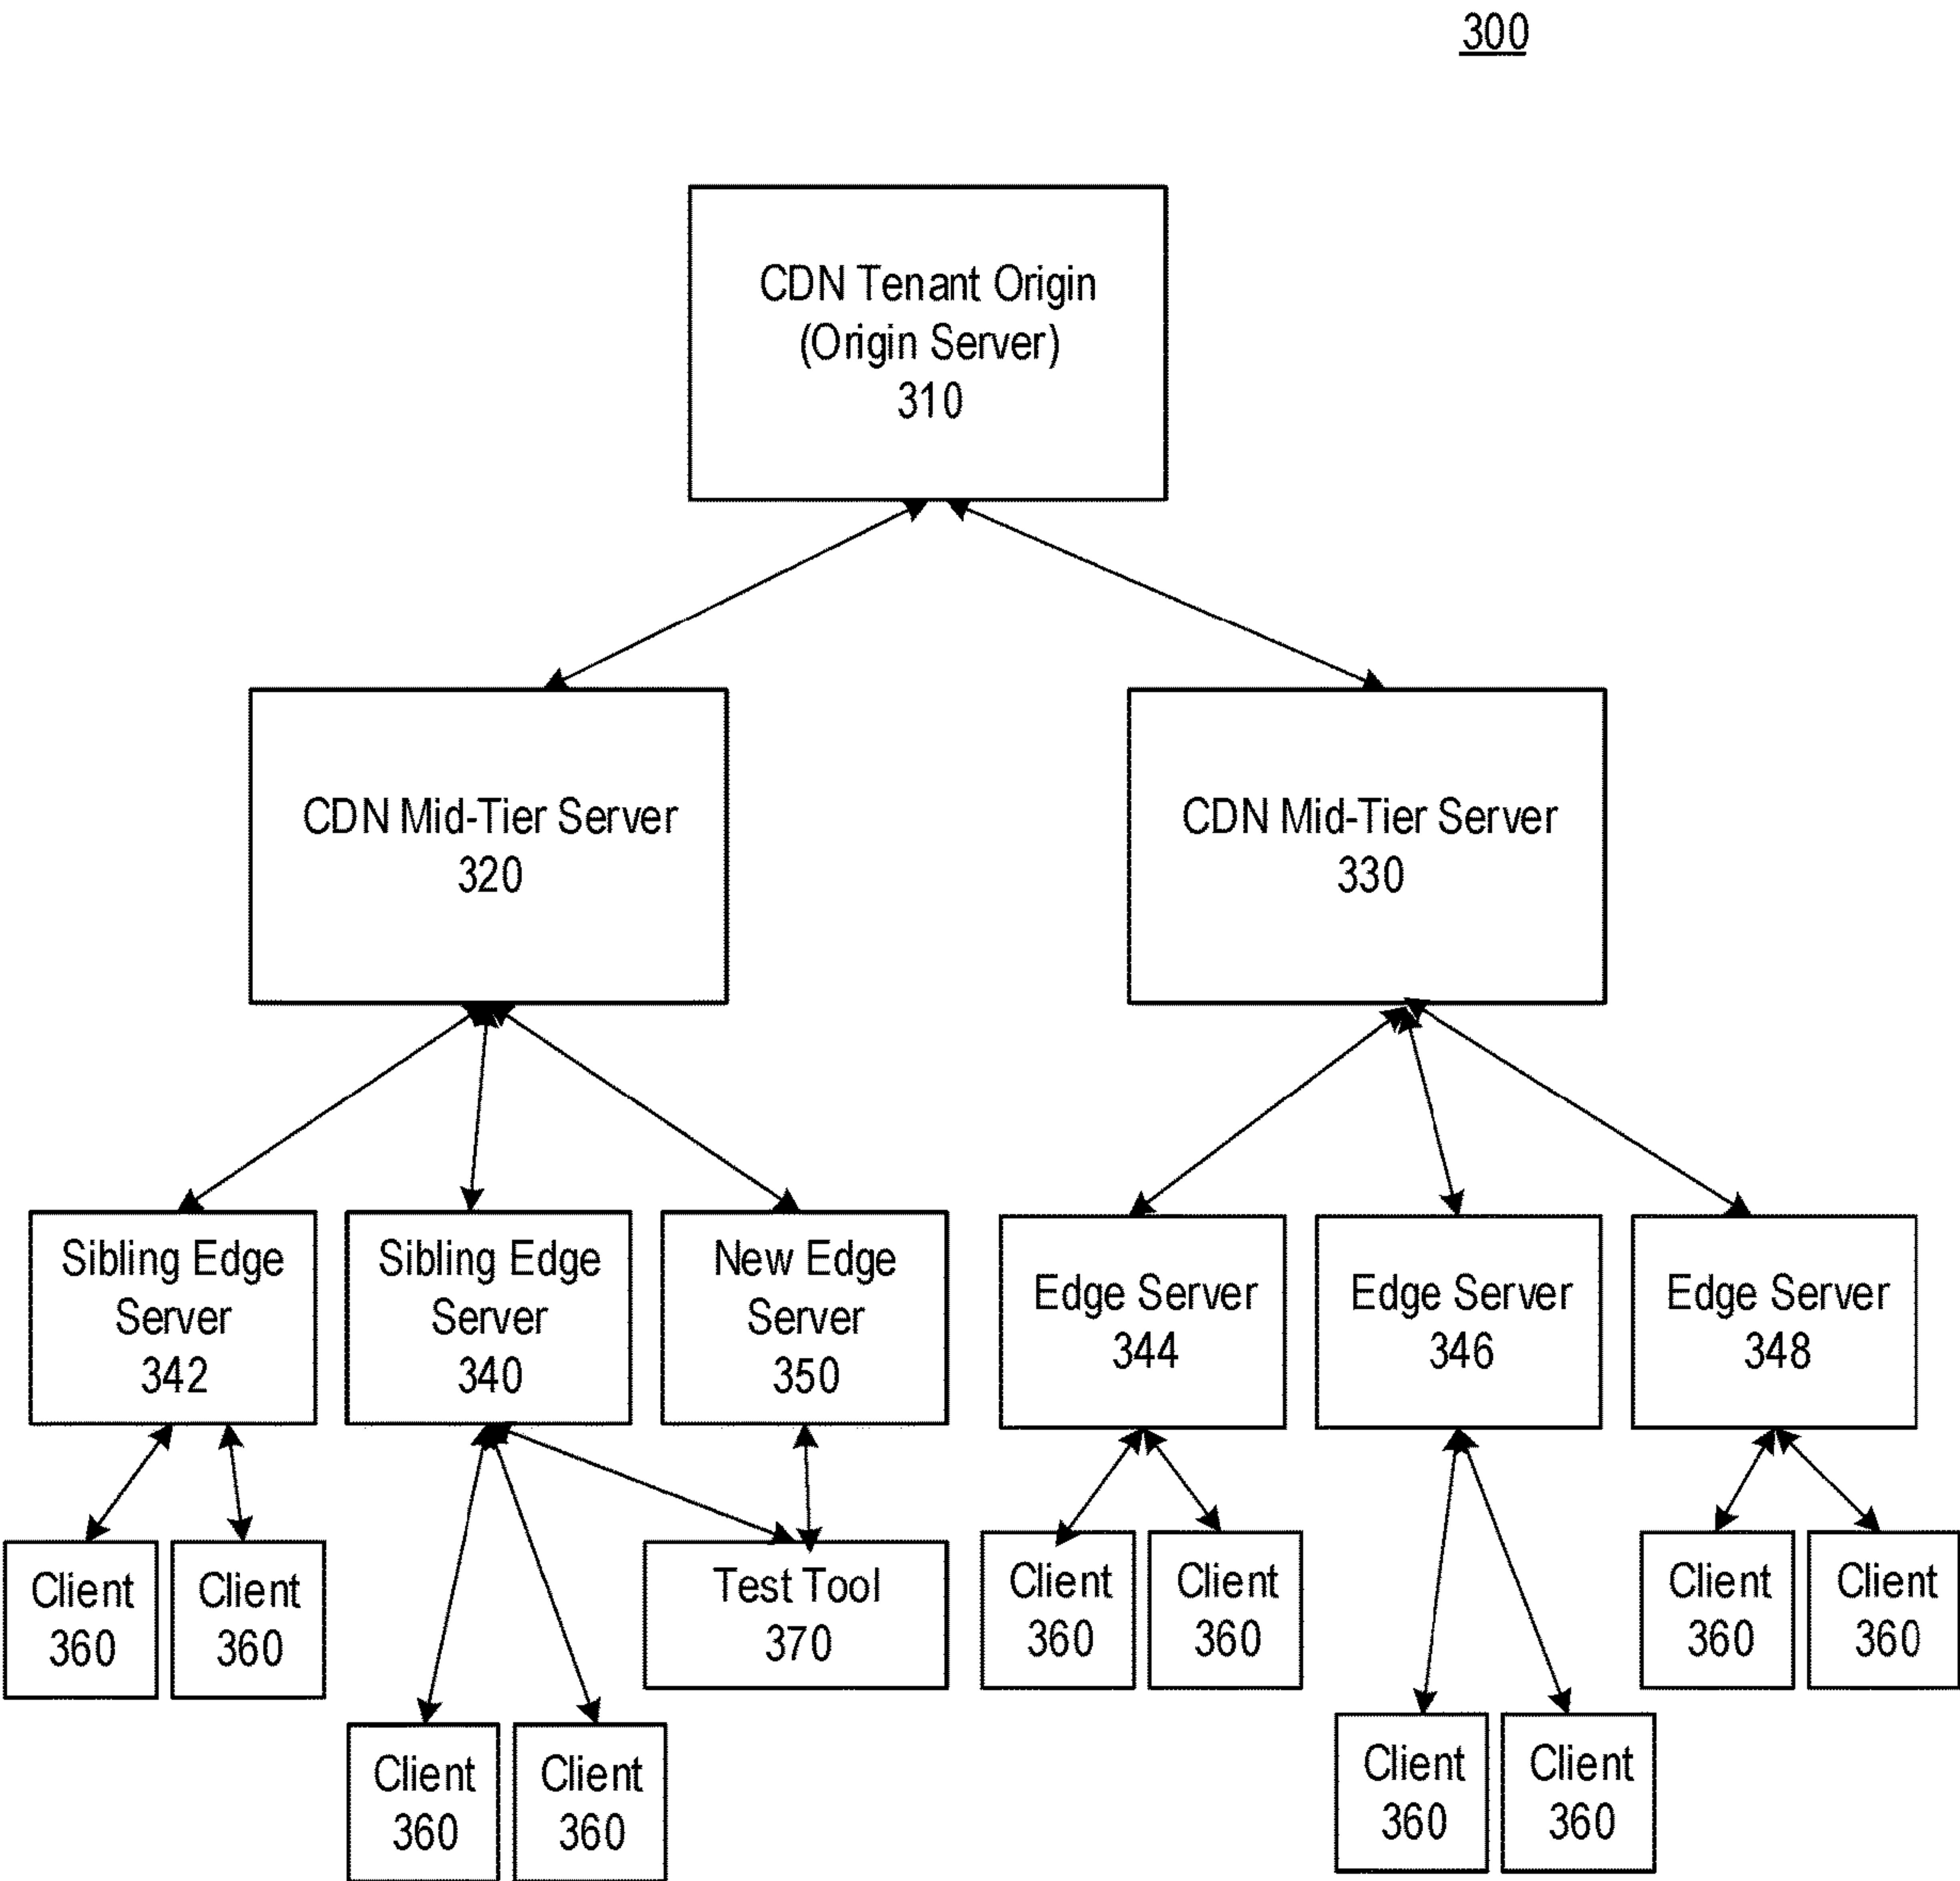 300
CDN Tenant Origin
(Origin Server)
310
CDN Mid-Tier Server
320
CDN Mid-Tier Server
330
Sibling Edge
Server
342
Sibling Edge
Server
340
New Edge
Server
350
Edge Server
344
Edge Server
346
Edge Server
348
Client
360
Client
360
Client
360
Client
360
Test Tool
370
Client
360
Client
360
Client
360
Client
360
Client
360
Client
360